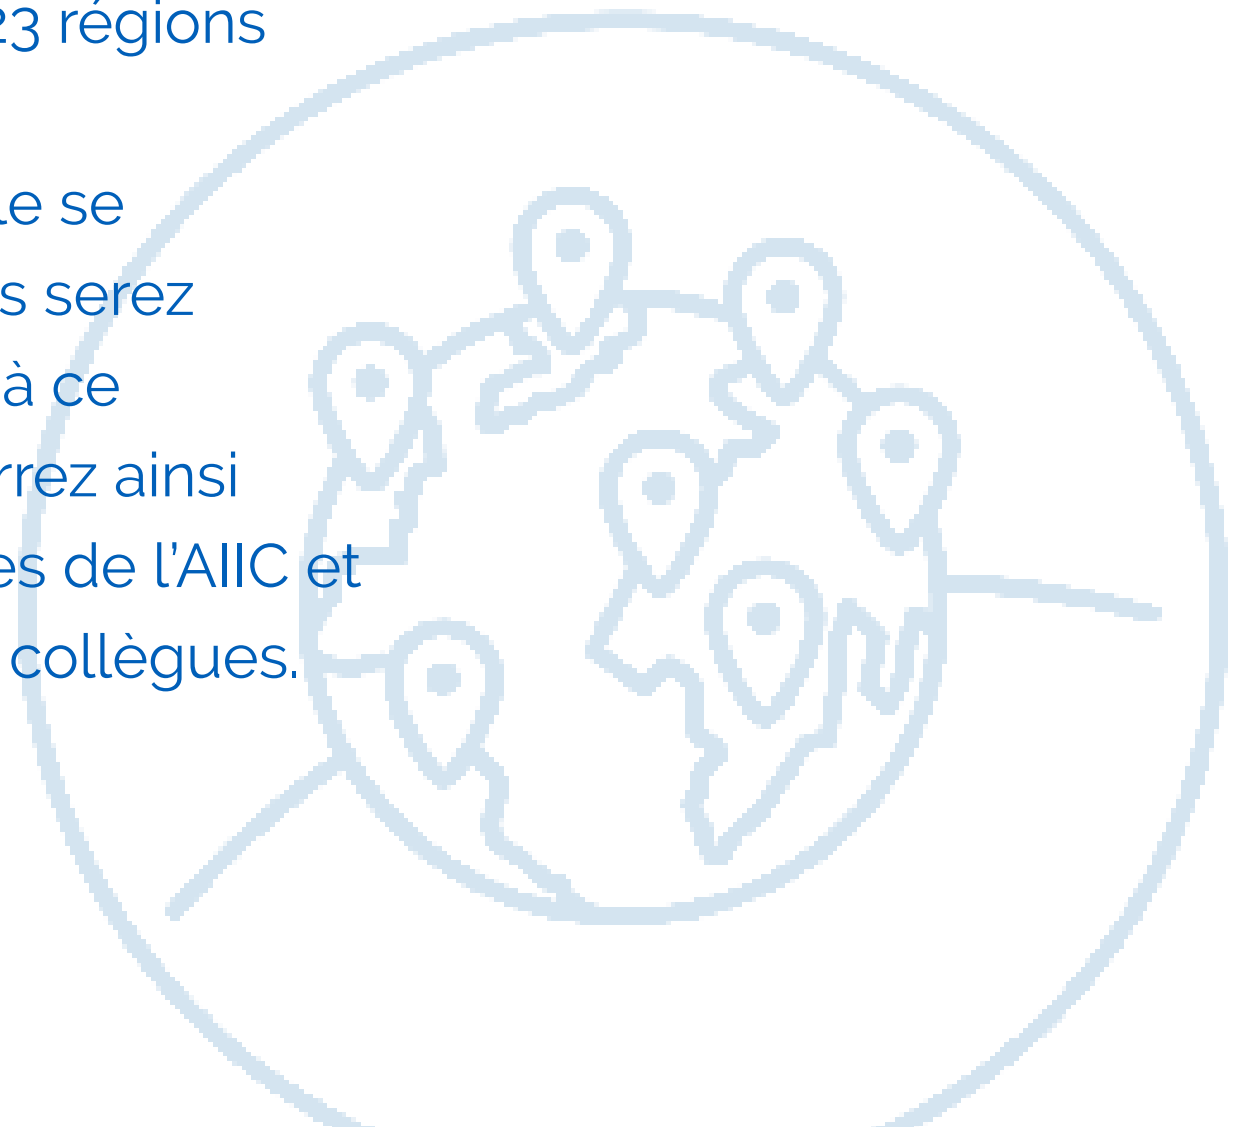 23 régions
le se
s serez
à ce
rrez ainsi
es de l'AIIC et
collègues.